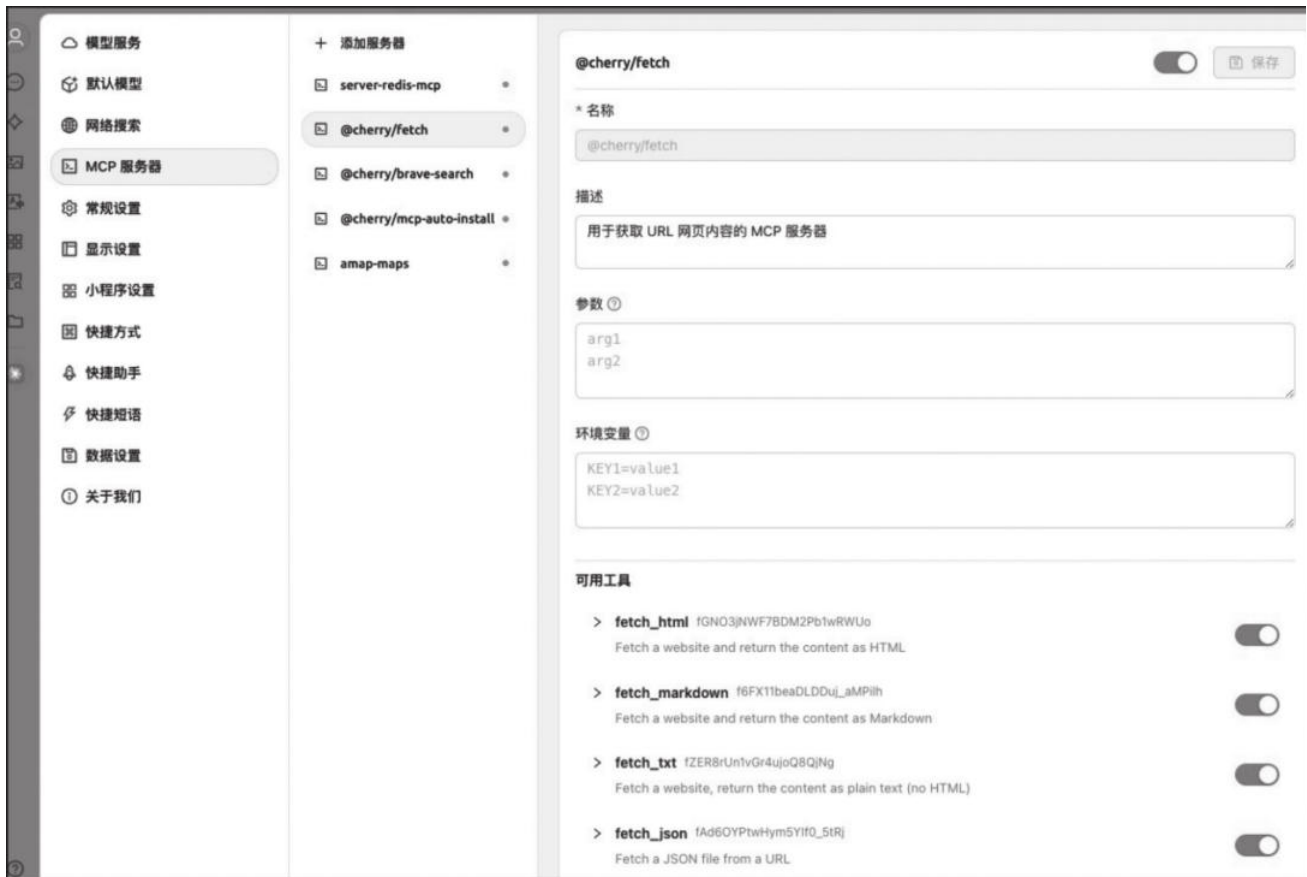 模型服务
默认模型
网络搜索
MCP 服务器
常规设置
显示设置
小程序设置
快捷方式
快捷助手
快捷短语
数据设置
关于我们
添加服务器
server-redis-mcp
@cherry/fetch
@cherry/brave-search
@cherry/mcp-auto-install
amap-maps
@cherry/fetch
保存
* 名称
@cherry/fetch
描述
用于获取 URL 网页内容的 MCP 服务器
参数
arg1
arg2
环境变量
KEY1=value1
KEY2=value2
可用工具
fetch_html fGNO3jNWF7BDM2Pb1wRWUo
Fetch a website and return the content as HTML
fetch_markdown f6FX11beaDLDDuj_aMPilh
Fetch a website and return the content as Markdown
fetch_txt fZER8rUn1vGr4ujoQ8QjNg
Fetch a website, return the content as plain text (no HTML)
fetch_json fAd6OYPtwHym5YIf0_5tRj
Fetch a JSON file from a URL